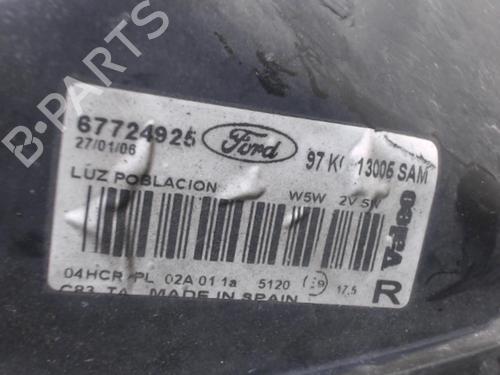 B-PARTS
67724925 Ford 97 K 13005 SAM
27/01/06
LUZ POBLACION W5W 2V 5W
valeo
04HCR PL 02A 01 1a 5120 17.5 R
C83 TA MADE IN SPAIN